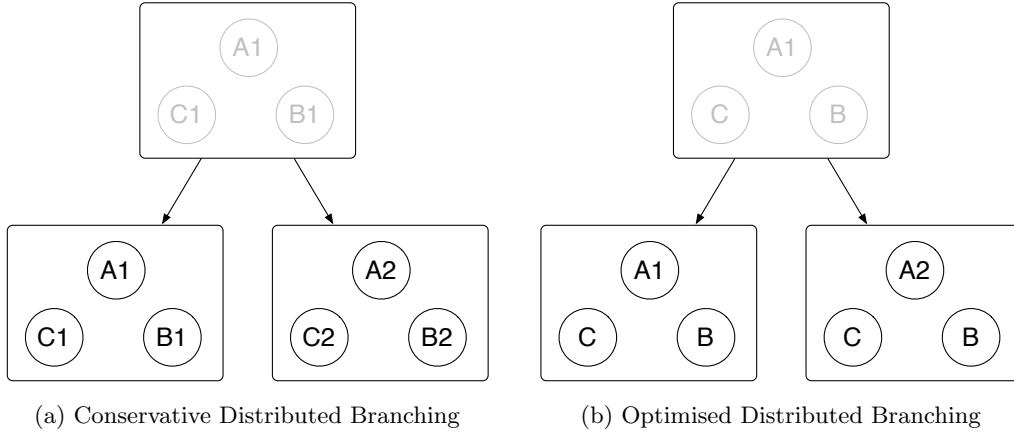 A1
C1 B1
A1
C1 B1
A2
C2 B2
(a) Conservative Distributed Branching
A1
C B
A1
C B
A2
C B
(b) Optimised Distributed Branching